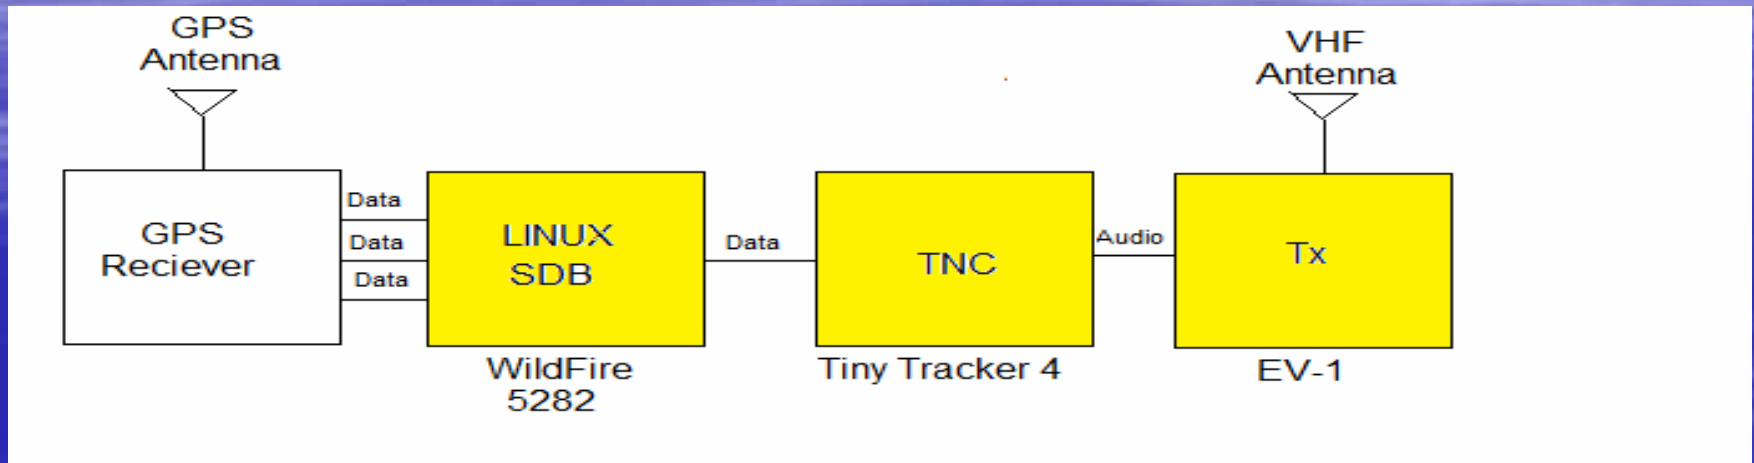 GPS
Antenna
VHF
Antenna
GPS
Reciever
Data
Data
Data
LINUX
SDB
Data
TNC
Audio
Tx
WildFire
5282
Tiny Tracker 4
EV-1